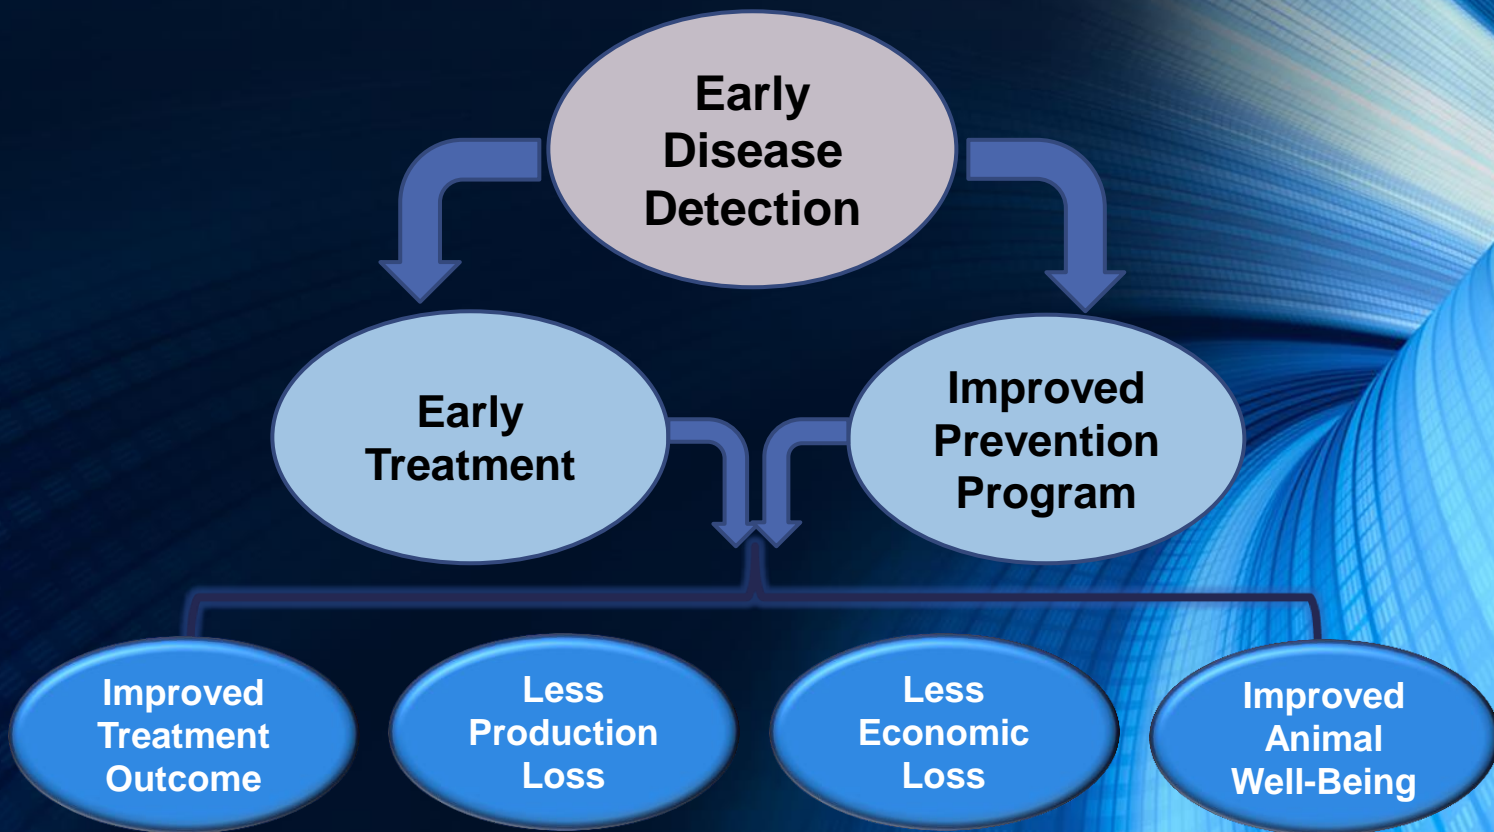 Early
Disease
Detection
Early
Treatment
Improved
Prevention
Program
Improved
Treatment
Outcome
Less
Production
Loss
Less
Economic
Loss
Improved
Animal
Well-Being